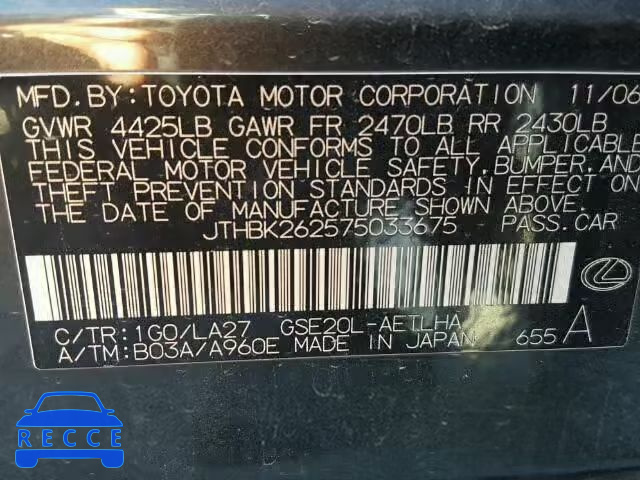 MFD. BY: TOYOTA MOTOR CORPORATION 11/06
GVWR 4425LB GAWR FR 2470LB RR 2430LB
THIS VEHICLE CONFORMS TO ALL APPLICABLE
FEDERAL MOTOR VEHICLE SAFETY, BUMPER, AND
THEFT PREVENTION STANDARDS IN EFFECT ON
THE DATE OF MANUFACTURE SHOWN ABOVE.
JTHBK262575033675 PASS. CAR
C/TR: 1G0/LA27 GSE20L-AETLHA
A/TM: B03A/A960E MADE IN JAPAN 655 A
RECCE